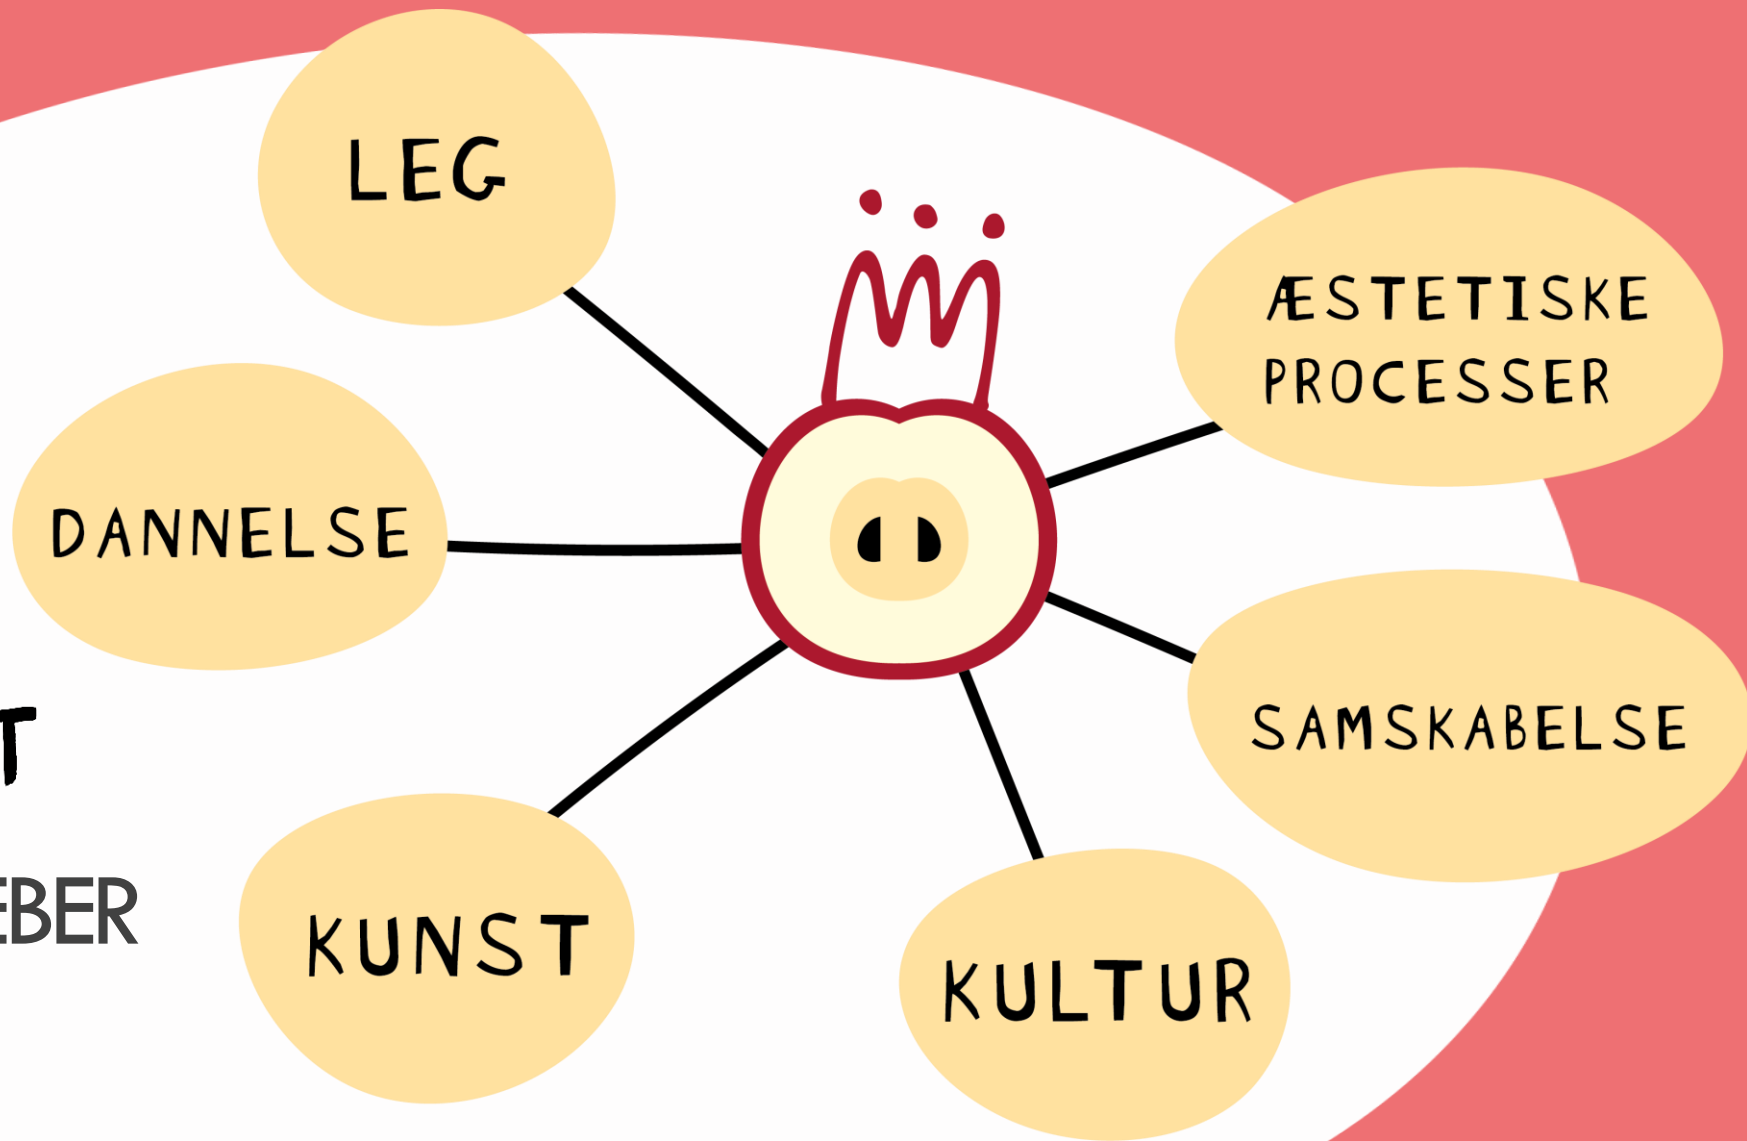 LEG
ÆSTETISKE
PROCESSER
DANNELSE
SAMSKABELSE
KUNST
KULTUR